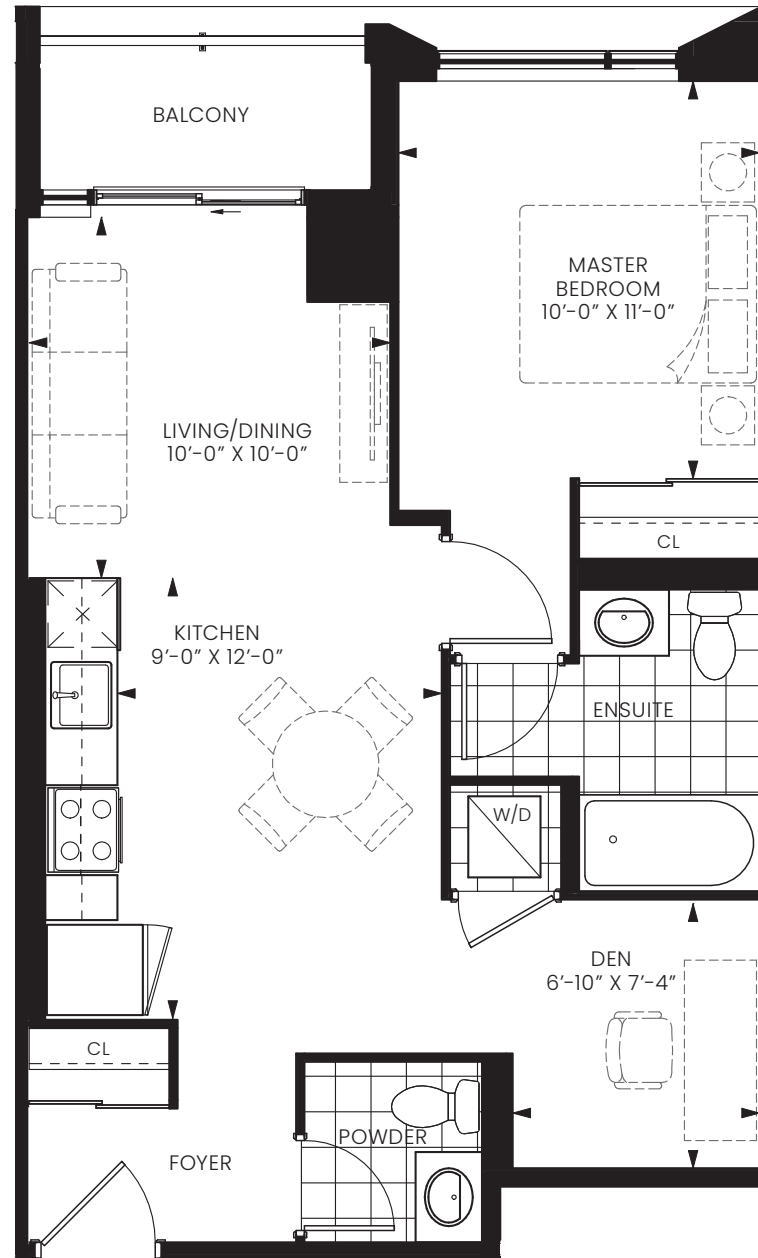 BALCONY
MASTER
BEDROOM
10’-0” X 11’-0”
LIVING/DINING
10’-0” X 10’-0”
CL
KITCHEN
9’-0” X 12’-0”
ENSUITE
W/D
DEN
6’-10” X 7’-4”
CL
POWDER
FOYER